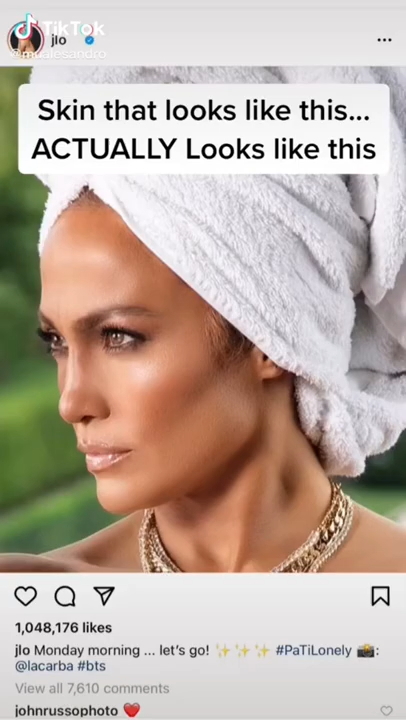 TikTok
jlo
@mualesandro
Skin that looks like this...
ACTUALLY Looks like this
1,048,176 likes
jlo Monday morning ... let's go! ✨✨✨ #PaTiLonely 📸:
@lacarba #bts
View all 7,610 comments
johnrussophoto ❤️